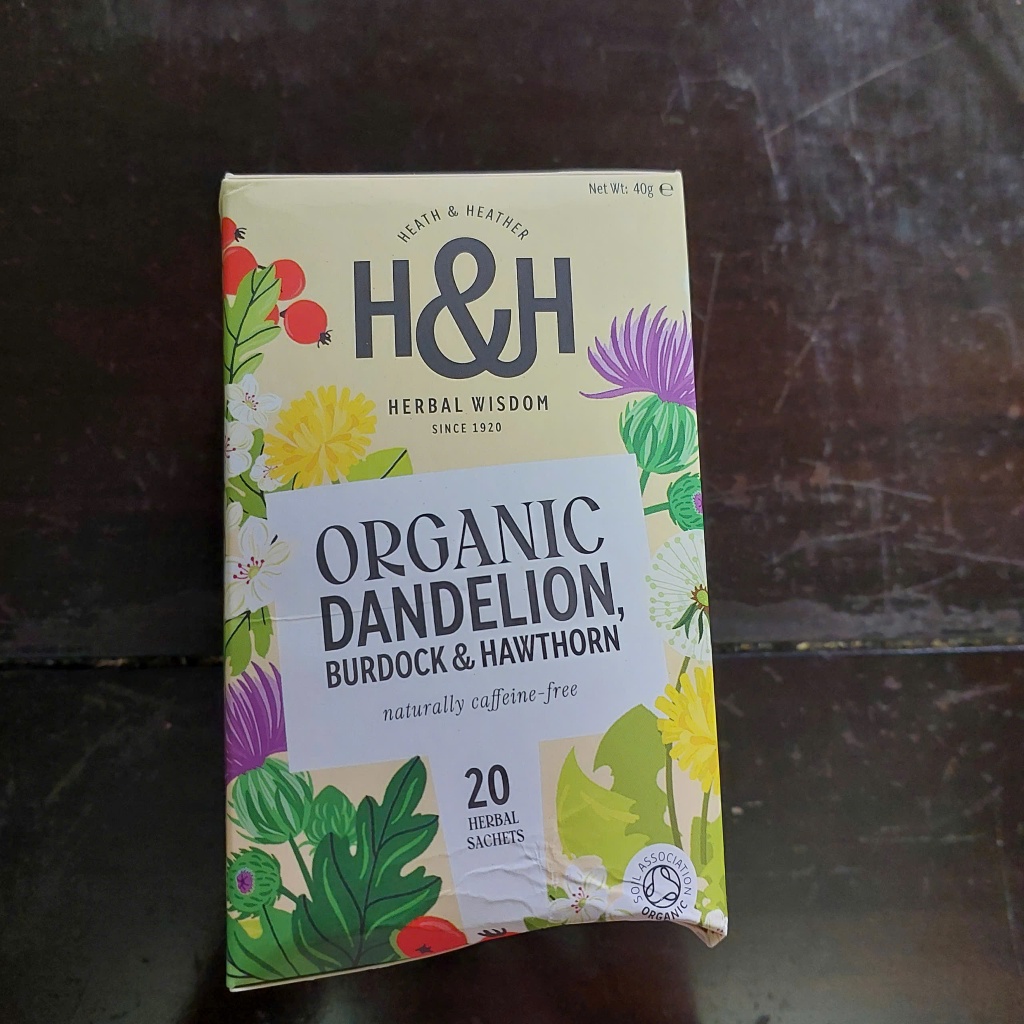 Net Wt: 40g ℮
HEATH & HEATHER
H&H
HERBAL WISDOM
SINCE 1920
ORGANIC
DANDELION,
BURDOCK & HAWTHORN
naturally caffeine-free
20
HERBAL
SACHETS
SOIL ASSOCIATION
ORGANIC